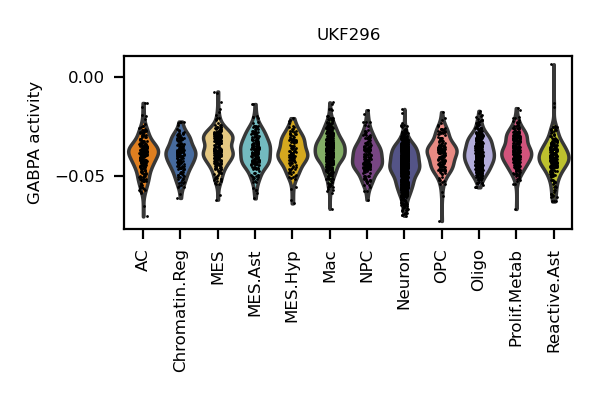 UKF296
GABPA activity
0.00
−0.05
AC
Chromatin.Reg
MES
MES.Ast
MES.Hyp
Mac
NPC
Neuron
OPC
Oligo
Prolif.Metab
Reactive.Ast